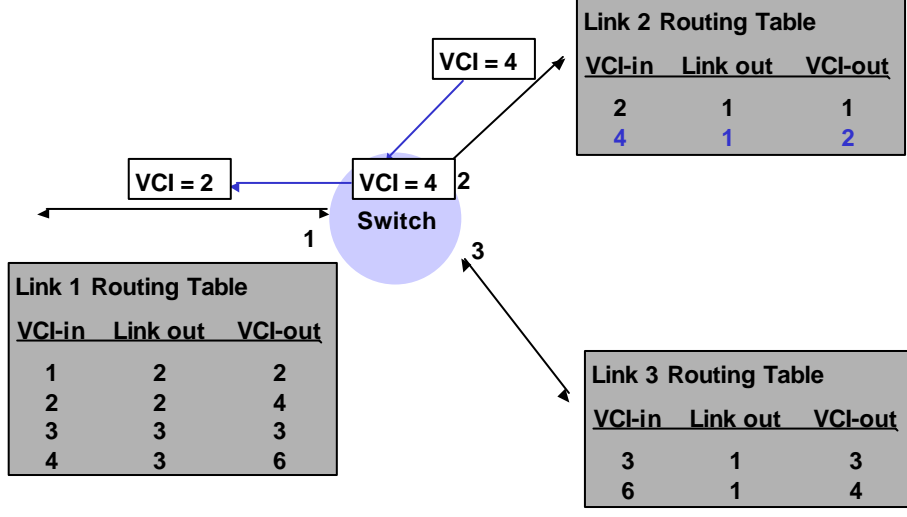 Link 2 Routing Table
VCI-in Link out VCI-out
2 1 1
4 1 2
VCI = 4
VCI = 2
VCI = 4
2
Switch
1
3
Link 1 Routing Table
VCI-in Link out VCI-out
1 2 2
2 2 4
3 3 3
4 3 6
Link 3 Routing Table
VCI-in Link out VCI-out
3 1 3
6 1 4